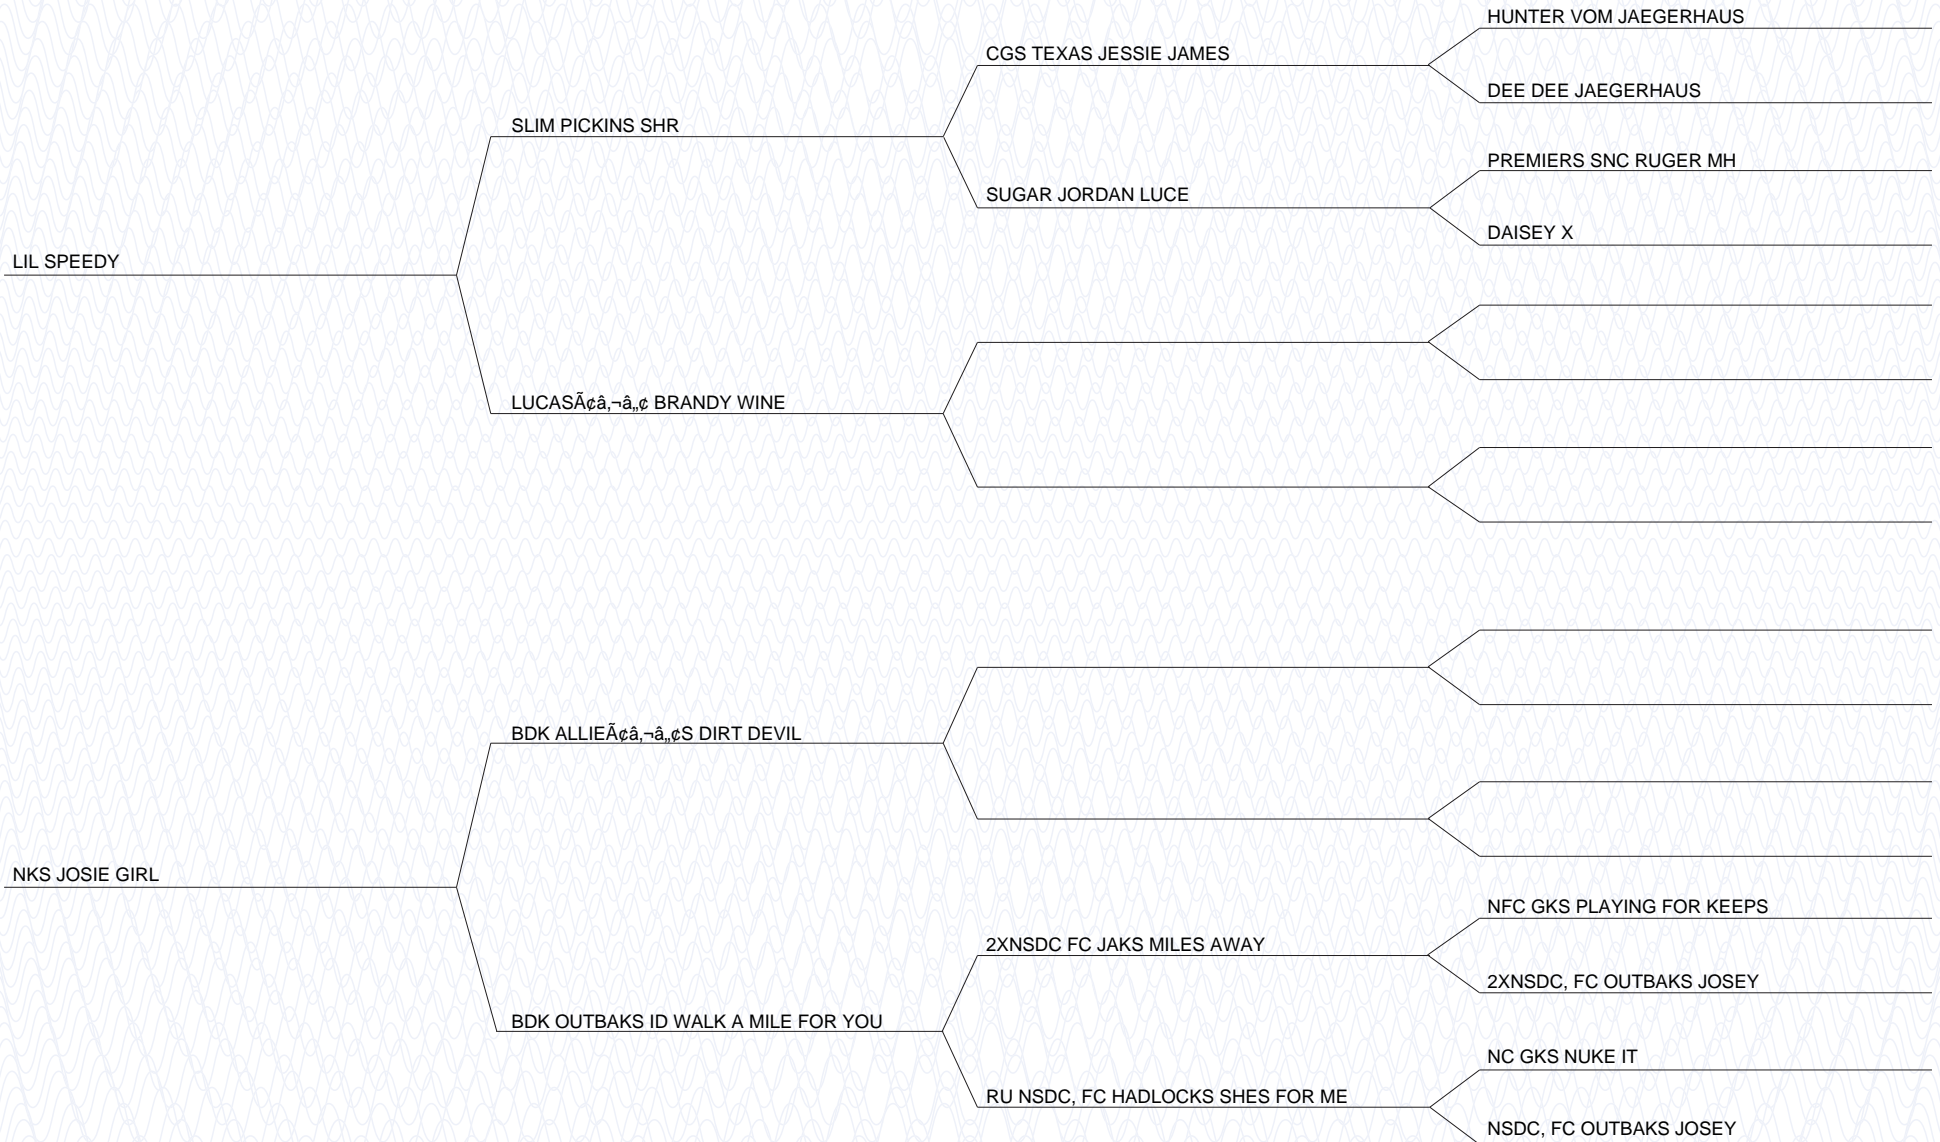 HUNTER VOM JAEGERHAUS
CGS TEXAS JESSIE JAMES
DEE DEE JAEGERHAUS
SLIM PICKINS SHR
PREMIERS SNC RUGER MH
SUGAR JORDAN LUCE
DAISEY X
LIL SPEEDY
LUCASÃ¢â‚¬â„¢ BRANDY WINE
BDK ALLIEÃ¢â‚¬â„¢S DIRT DEVIL
NKS JOSIE GIRL
NFC GKS PLAYING FOR KEEPS
2XNSDC FC JAKS MILES AWAY
2XNSDC, FC OUTBAKS JOSEY
BDK OUTBAKS ID WALK A MILE FOR YOU
NC GKS NUKE IT
RU NSDC, FC HADLOCKS SHES FOR ME
NSDC, FC OUTBAKS JOSEY